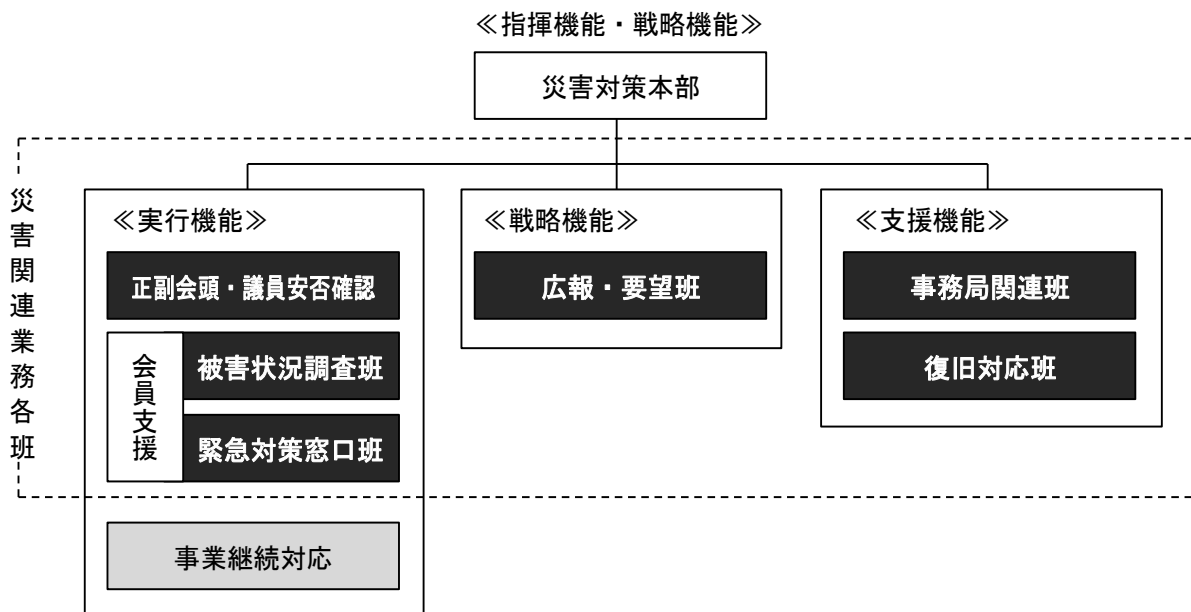 ≪指揮機能・戦略機能≫
災害対策本部
災害関連業務各班
≪実行機能≫
正副会頭・議員安否確認
会員支援
被害状況調査班
緊急対策窓口班
事業継続対応
≪戦略機能≫
広報・要望班
≪支援機能≫
事務局関連班
復旧対応班